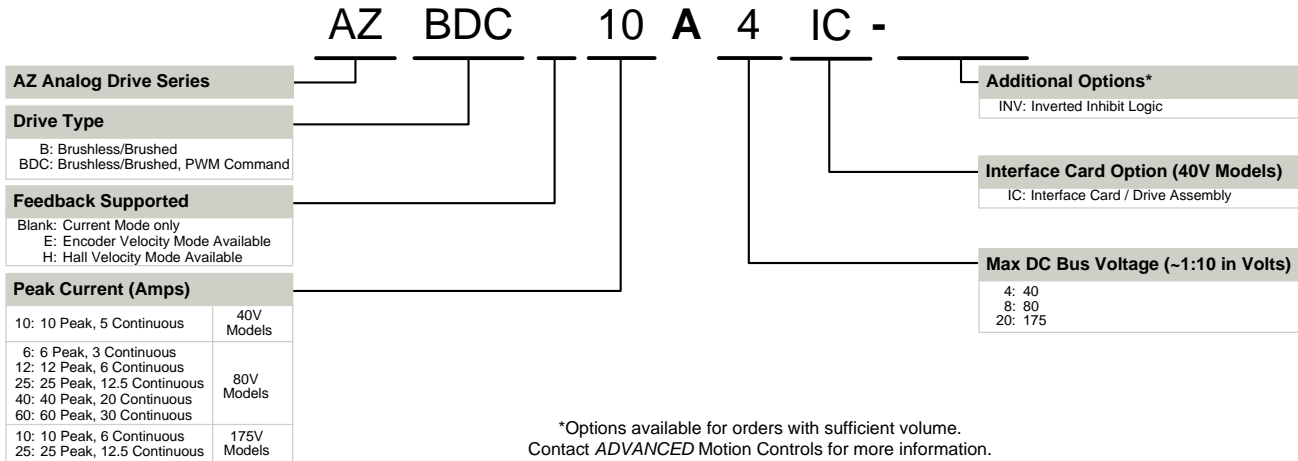 AZ BDC 10 A 4 IC -
AZ Analog Drive Series
Drive Type
B: Brushless/Brushed
BDC: Brushless/Brushed, PWM Command
Feedback Supported
Blank: Current Mode only
E: Encoder Velocity Mode Available
H: Hall Velocity Mode Available
Peak Current (Amps)
10: 10 Peak, 5 Continuous
40V
Models
6: 6 Peak, 3 Continuous
12: 12 Peak, 6 Continuous
25: 25 Peak, 12.5 Continuous
40: 40 Peak, 20 Continuous
60: 60 Peak, 30 Continuous
80V
Models
10: 10 Peak, 6 Continuous
25: 25 Peak, 12.5 Continuous
175V
Models
Additional Options*
INV: Inverted Inhibit Logic
Interface Card Option (40V Models)
IC: Interface Card / Drive Assembly
Max DC Bus Voltage (~1:10 in Volts)
4: 40
8: 80
20: 175
*Options available for orders with sufficient volume.
Contact ADVANCED Motion Controls for more information.